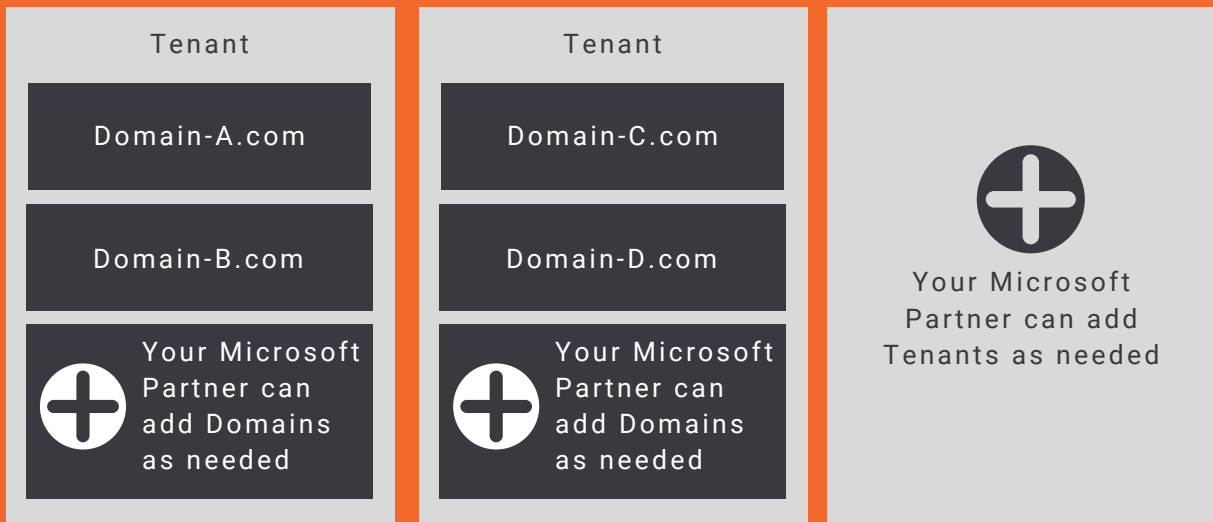 Tenant
Domain-A.com
Domain-B.com
Your Microsoft
Partner can
add Domains
as needed
Tenant
Domain-C.com
Domain-D.com
Your Microsoft
Partner can
add Domains
as needed
Your Microsoft
Partner can add
Tenants as needed